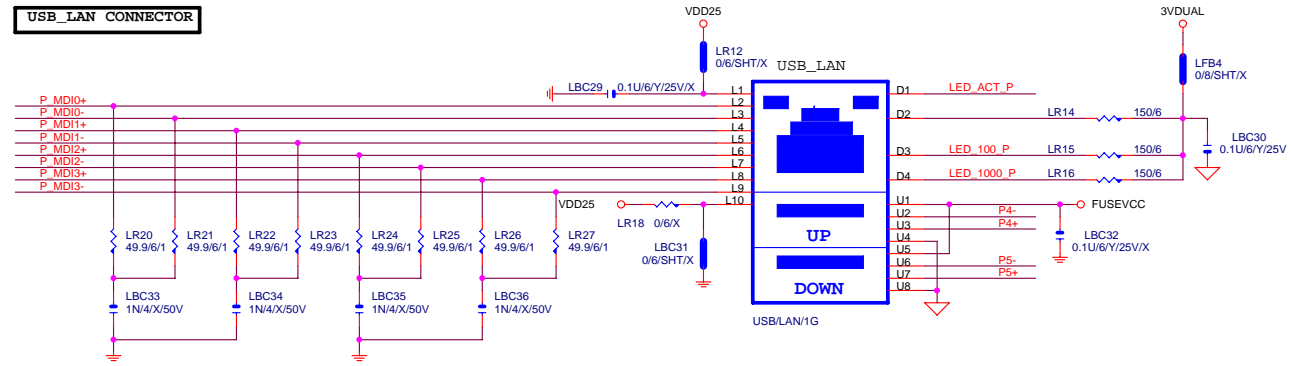 USB_LAN CONNECTOR
VDD25
3VDUAL
LR12
0/6/SHT/X
USB_LAN
LFB4
0/8/SHT/X
LBC29
0.1U/6/Y/25V/X
L1
D1
LED_ACT_P
P_MDI0+
L2
P_MDI0-
L3
D2
LR14
150/6
P_MDI1+
L4
P_MDI1-
L5
LBC30
0.1U/6/Y/25V
P_MDI2+
L6
D3
LED_100_P
LR15
150/6
P_MDI2-
L7
P_MDI3+
L8
D4
LED_1000_P
LR16
150/6
P_MDI3-
L9
VDD25
L10
U1
FUSEVCC
LR18
0/6/X
U2
P4-
U3
P4+
LR20
49.9/6/1
LR21
49.9/6/1
LR22
49.9/6/1
LR23
49.9/6/1
LR24
49.9/6/1
LR25
49.9/6/1
LR26
49.9/6/1
LR27
49.9/6/1
LBC31
0/6/SHT/X
UP
U4
U5
LBC32
0.1U/6/Y/25V/X
U6
P5-
U7
P5+
DOWN
U8
LBC33
1N/4/X/50V
LBC34
1N/4/X/50V
LBC35
1N/4/X/50V
LBC36
1N/4/X/50V
USB/LAN/1G